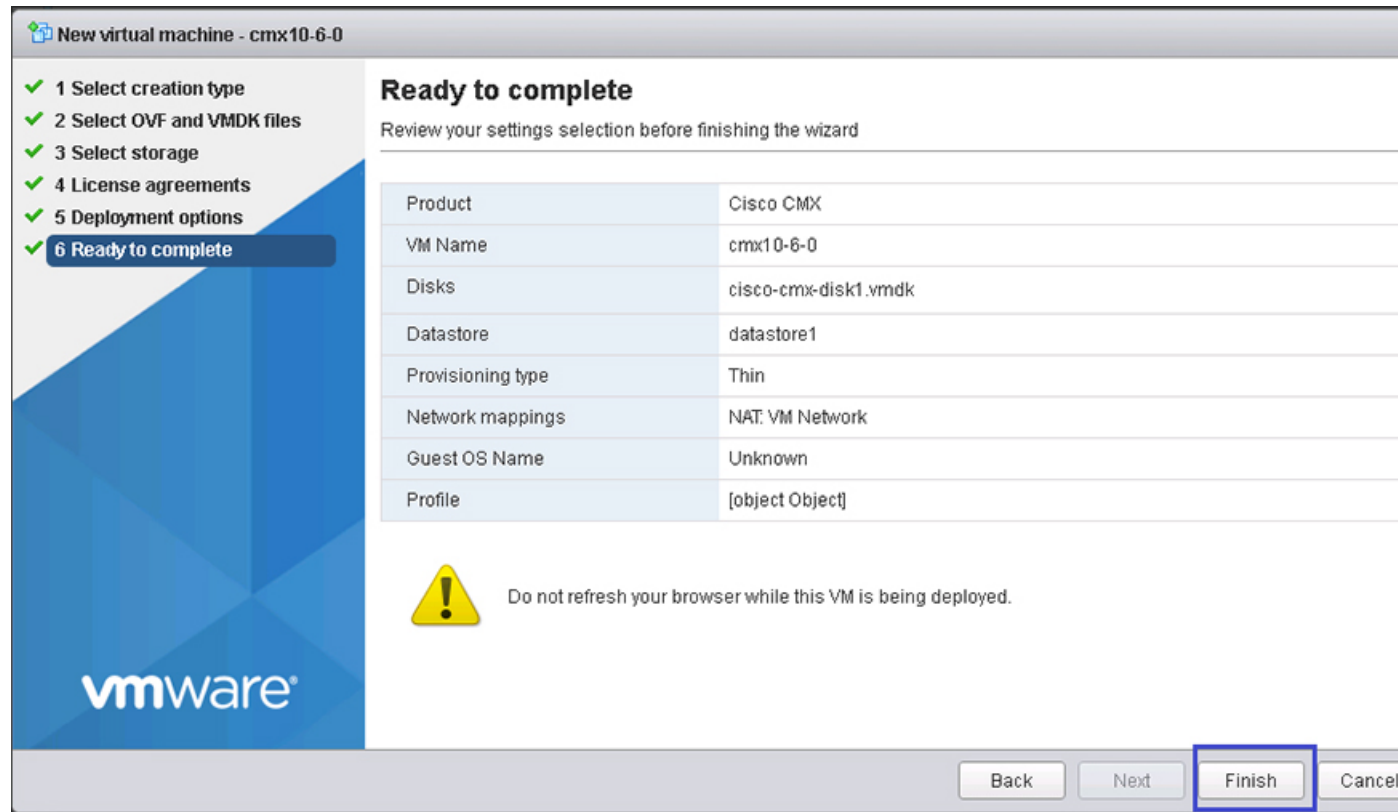 New virtual machine - cmx10-6-0
1 Select creation type
2 Select OVF and VMDK files
3 Select storage
4 License agreements
5 Deployment options
6 Ready to complete
vmware®
Ready to complete
Review your settings selection before finishing the wizard
Product Cisco CMX
VM Name cmx10-6-0
Disks cisco-cmx-disk1.vmdk
Datastore datastore1
Provisioning type Thin
Network mappings NAT: VM Network
Guest OS Name Unknown
Profile [object Object]
Do not refresh your browser while this VM is being deployed.
Back Next Finish Cancel